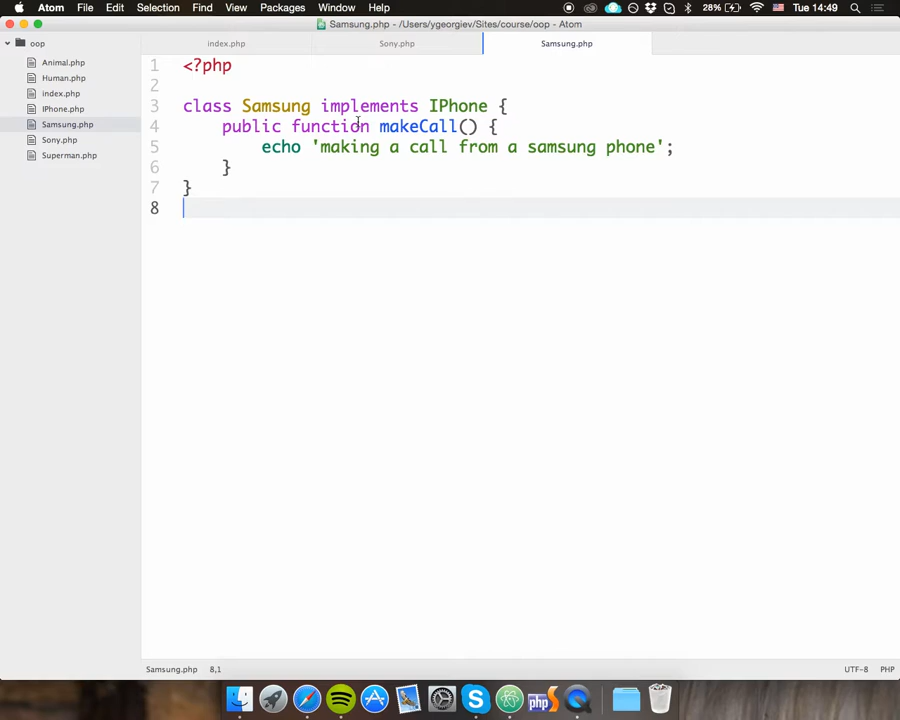 Atom File Edit Selection Find View Packages Window Help 28% Tue 14:49
Samsung.php - /Users/ygeorgiev/Sites/course/oop - Atom
oop
Animal.php
Human.php
index.php
IPhone.php
Samsung.php
Sony.php
Superman.php
index.php Sony.php Samsung.php
1 <?php
2
3 class Samsung implements IPhone {
4 public function makeCall() {
5 echo 'making a call from a samsung phone';
6 }
7 }
8
Samsung.php 8,1 UTF-8 PHP
php